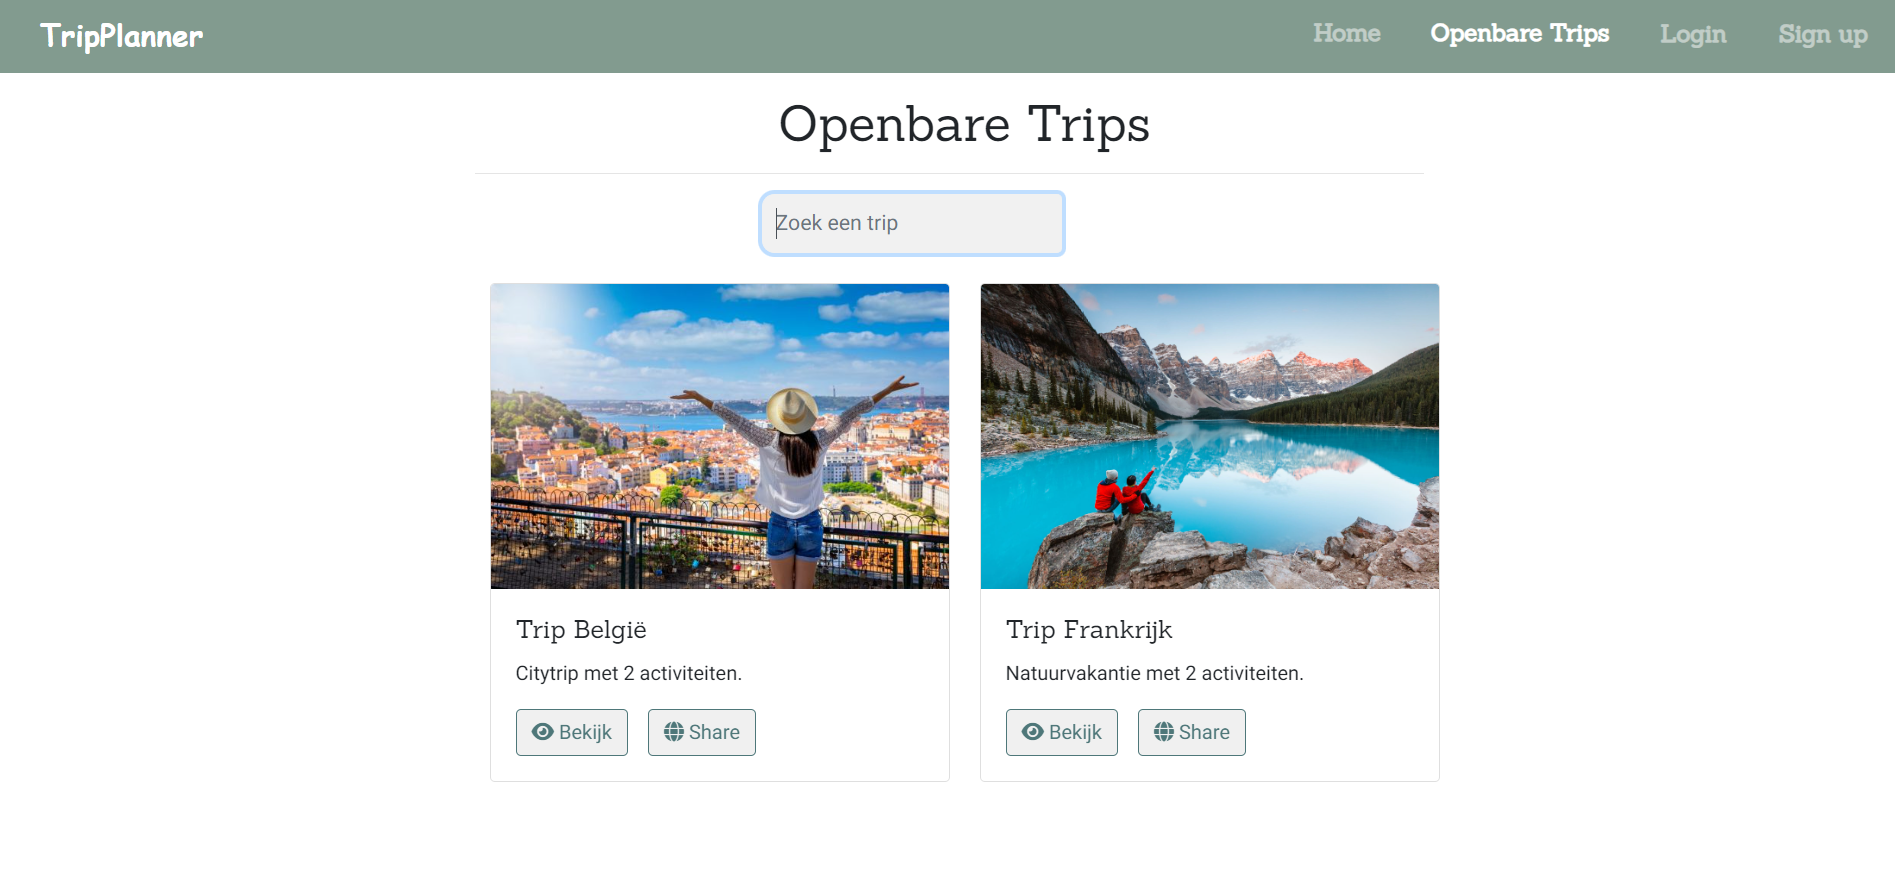 TripPlanner
Home Openbare Trips Login Sign up
Openbare Trips
Zoek een trip
Trip België
Citytrip met 2 activiteiten.
Bekijk Share
Trip Frankrijk
Natuurvakantie met 2 activiteiten.
Bekijk Share